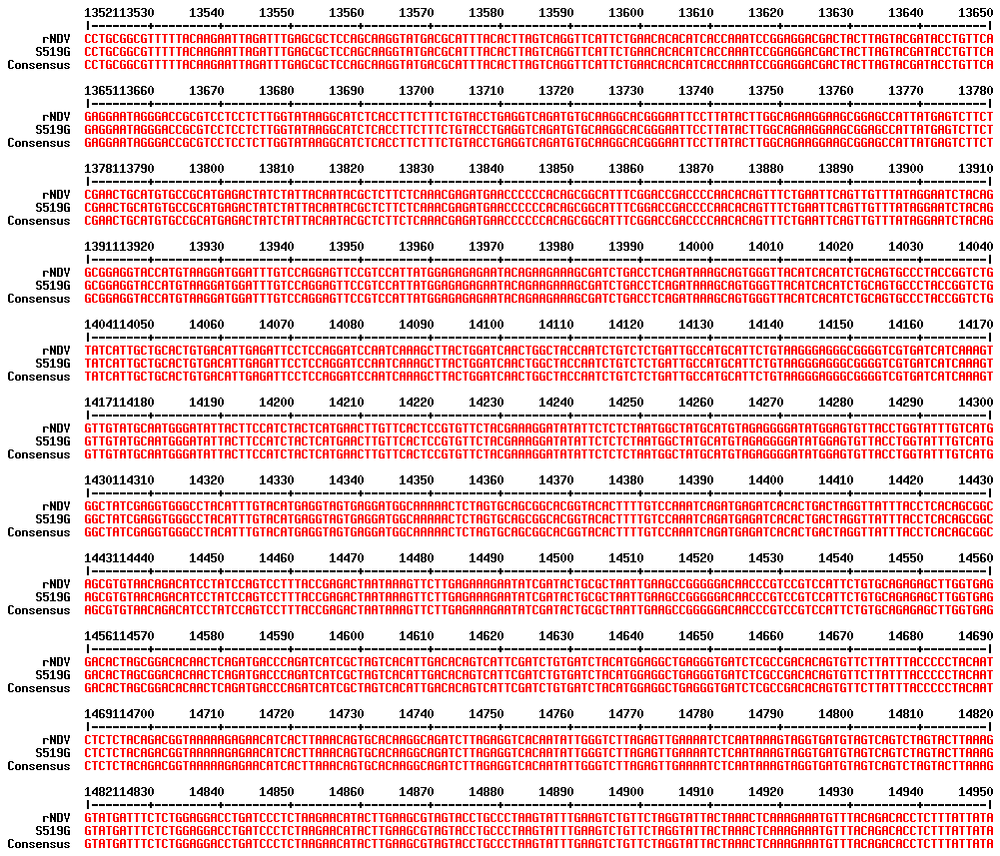 1352113530     13540     13550     13560     13570     13580     13590     13600     13610     13620     13630     13640     13650
|--------+---------+---------+---------+---------+---------+---------+---------+---------+---------+---------+---------+---------|
rNDV CCTGCGGCGTTTTTACAAGAATTAGATTTGAGCGCTCCAGCAAGGTATGACGCATTTACACTTAGTCAGGTTCATTCTGAACACACATCACCAAATCCGGAGGACGACTACTTAGTACGATACCTGTTCA
S519G CCTGCGGCGTTTTTACAAGAATTAGATTTGAGCGCTCCAGCAAGGTATGACGCATTTACACTTAGTCAGGTTCATTCTGAACACACATCACCAAATCCGGAGGACGACTACTTAGTACGATACCTGTTCA
Consensus CCTGCGGCGTTTTTACAAGAATTAGATTTGAGCGCTCCAGCAAGGTATGACGCATTTACACTTAGTCAGGTTCATTCTGAACACACATCACCAAATCCGGAGGACGACTACTTAGTACGATACCTGTTCA
1365113660     13670     13680     13690     13700     13710     13720     13730     13740     13750     13760     13770     13780
|--------+---------+---------+---------+---------+---------+---------+---------+---------+---------+---------+---------+---------|
rNDV GAGGAATAGGGACCGCGTCCTCCTCTTGGTATAAGGCATCTCACCTTCTTTCTGTACCTGAGGTCAGATGTGCAAGGCACGGGAATTCCTTATACTTGGCAGAAGGAAGCGGAGCCATTATGAGTCTTCT
S519G GAGGAATAGGGACCGCGTCCTCCTCTTGGTATAAGGCATCTCACCTTCTTTCTGTACCTGAGGTCAGATGTGCAAGGCACGGGAATTCCTTATACTTGGCAGAAGGAAGCGGAGCCATTATGAGTCTTCT
Consensus GAGGAATAGGGACCGCGTCCTCCTCTTGGTATAAGGCATCTCACCTTCTTTCTGTACCTGAGGTCAGATGTGCAAGGCACGGGAATTCCTTATACTTGGCAGAAGGAAGCGGAGCCATTATGAGTCTTCT
1378113790     13800     13810     13820     13830     13840     13850     13860     13870     13880     13890     13900     13910
|--------+---------+---------+---------+---------+---------+---------+---------+---------+---------+---------+---------+---------|
rNDV CGAACTGCATGTGCCGCATGAGACTATCTATTACAATACGCTCTTCTCAAACGAGATGAACCCCCCACAGCGGCATTTCGGACCGACCCCAACACAGTTTCTGAATTCAGTTGTTTATAGGAATCTACAG
S519G CGAACTGCATGTGCCGCATGAGACTATCTATTACAATACGCTCTTCTCAAACGAGATGAACCCCCCACAGCGGCATTTCGGACCGACCCCAACACAGTTTCTGAATTCAGTTGTTTATAGGAATCTACAG
Consensus CGAACTGCATGTGCCGCATGAGACTATCTATTACAATACGCTCTTCTCAAACGAGATGAACCCCCCACAGCGGCATTTCGGACCGACCCCAACACAGTTTCTGAATTCAGTTGTTTATAGGAATCTACAG
1391113920     13930     13940     13950     13960     13970     13980     13990     14000     14010     14020     14030     14040
|--------+---------+---------+---------+---------+---------+---------+---------+---------+---------+---------+---------+---------|
rNDV GCGGAGGTACCATGTAAGGATGGATTTGTCCAGGAGTTCCGTCCATTATGGAGAGAGAATACAGAAGAAAGCGATCTGACCTCAGATAAAGCAGTGGGTTACATCACATCTGCAGTGCCCTACCGGTCTG
S519G GCGGAGGTACCATGTAAGGATGGATTTGTCCAGGAGTTCCGTCCATTATGGAGAGAGAATACAGAAGAAAGCGATCTGACCTCAGATAAAGCAGTGGGTTACATCACATCTGCAGTGCCCTACCGGTCTG
Consensus GCGGAGGTACCATGTAAGGATGGATTTGTCCAGGAGTTCCGTCCATTATGGAGAGAGAATACAGAAGAAAGCGATCTGACCTCAGATAAAGCAGTGGGTTACATCACATCTGCAGTGCCCTACCGGTCTG
1404114050     14060     14070     14080     14090     14100     14110     14120     14130     14140     14150     14160     14170
|--------+---------+---------+---------+---------+---------+---------+---------+---------+---------+---------+---------+---------|
rNDV TATCATTGCTGCACTGTGACATTGAGATTCCTCCAGGATCCAATCAAAGCTTACTGGATCAACTGGCTACCAATCTGTCTCTGATTGCCATGCATTCTGTAAGGGAGGGCGGGGTCGTGATCATCAAAGT
S519G TATCATTGCTGCACTGTGACATTGAGATTCCTCCAGGATCCAATCAAAGCTTACTGGATCAACTGGCTACCAATCTGTCTCTGATTGCCATGCATTCTGTAAGGGAGGGCGGGGTCGTGATCATCAAAGT
Consensus TATCATTGCTGCACTGTGACATTGAGATTCCTCCAGGATCCAATCAAAGCTTACTGGATCAACTGGCTACCAATCTGTCTCTGATTGCCATGCATTCTGTAAGGGAGGGCGGGGTCGTGATCATCAAAGT
1417114180     14190     14200     14210     14220     14230     14240     14250     14260     14270     14280     14290     14300
|--------+---------+---------+---------+---------+---------+---------+---------+---------+---------+---------+---------+---------|
rNDV GTTGTATGCAATGGGATATTACTTCCATCTACTCATGAACTTGTTCACTCCGTGTTCTACGAAAGGATATATTCTCTCTAATGGCTATGCATGTAGAGGGGATATGGAGTGTTACCTGGTATTTGTCATG
S519G GTTGTATGCAATGGGATATTACTTCCATCTACTCATGAACTTGTTCACTCCGTGTTCTACGAAAGGATATATTCTCTCTAATGGCTATGCATGTAGAGGGGATATGGAGTGTTACCTGGTATTTGTCATG
Consensus GTTGTATGCAATGGGATATTACTTCCATCTACTCATGAACTTGTTCACTCCGTGTTCTACGAAAGGATATATTCTCTCTAATGGCTATGCATGTAGAGGGGATATGGAGTGTTACCTGGTATTTGTCATG
1430114310     14320     14330     14340     14350     14360     14370     14380     14390     14400     14410     14420     14430
|--------+---------+---------+---------+---------+---------+---------+---------+---------+---------+---------+---------+---------|
rNDV GGCTATCGAGGTGGGCCTACATTTGTACATGAGGTAGTGAGGATGGCAAAAACTCTAGTGCAGCGGCACGGTACACTTTTGTCCAAATCAGATGAGATCACACTGACTAGGTTATTTACCTCACAGCGGC
S519G GGCTATCGAGGTGGGCCTACATTTGTACATGAGGTAGTGAGGATGGCAAAAACTCTAGTGCAGCGGCACGGTACACTTTTGTCCAAATCAGATGAGATCACACTGACTAGGTTATTTACCTCACAGCGGC
Consensus GGCTATCGAGGTGGGCCTACATTTGTACATGAGGTAGTGAGGATGGCAAAAACTCTAGTGCAGCGGCACGGTACACTTTTGTCCAAATCAGATGAGATCACACTGACTAGGTTATTTACCTCACAGCGGC
1443114440     14450     14460     14470     14480     14490     14500     14510     14520     14530     14540     14550     14560
|--------+---------+---------+---------+---------+---------+---------+---------+---------+---------+---------+---------+---------|
rNDV AGCGTGTAACAGACATCCTATCCAGTCCTTTACCGAGACTAATAAAGTTCTTGAGAAAGAATATCGATACTGCGCTAATTGAAGCCGGGGGACAACCCGTCCGTCCATTCTGTGCAGAGAGCTTGGTGAG
S519G AGCGTGTAACAGACATCCTATCCAGTCCTTTACCGAGACTAATAAAGTTCTTGAGAAAGAATATCGATACTGCGCTAATTGAAGCCGGGGGACAACCCGTCCGTCCATTCTGTGCAGAGAGCTTGGTGAG
Consensus AGCGTGTAACAGACATCCTATCCAGTCCTTTACCGAGACTAATAAAGTTCTTGAGAAAGAATATCGATACTGCGCTAATTGAAGCCGGGGGACAACCCGTCCGTCCATTCTGTGCAGAGAGCTTGGTGAG
1456114570     14580     14590     14600     14610     14620     14630     14640     14650     14660     14670     14680     14690
|--------+---------+---------+---------+---------+---------+---------+---------+---------+---------+---------+---------+---------|
rNDV GACACTAGCGGACACAACTCAGATGACCCAGATCATCGCTAGTCACATTGACACAGTCATTCGATCTGTGATCTACATGGAGGCTGAGGGTGATCTCGCCGACACAGTGTTCTTATTTACCCCCTACAAT
S519G GACACTAGCGGACACAACTCAGATGACCCAGATCATCGCTAGTCACATTGACACAGTCATTCGATCTGTGATCTACATGGAGGCTGAGGGTGATCTCGCCGACACAGTGTTCTTATTTACCCCCTACAAT
Consensus GACACTAGCGGACACAACTCAGATGACCCAGATCATCGCTAGTCACATTGACACAGTCATTCGATCTGTGATCTACATGGAGGCTGAGGGTGATCTCGCCGACACAGTGTTCTTATTTACCCCCTACAAT
1469114700     14710     14720     14730     14740     14750     14760     14770     14780     14790     14800     14810     14820
|--------+---------+---------+---------+---------+---------+---------+---------+---------+---------+---------+---------+---------|
rNDV CTCTCTACAGACGGTAAAAAGAGAACATCACTTAAACAGTGCACAAGGCAGATCTTAGAGGTCACAATATTGGGTCTTAGAGTTGAAAATCTCAATAAAGTAGGTGATGTAGTCAGTCTAGTACTTAAAG
S519G CTCTCTACAGACGGTAAAAAGAGAACATCACTTAAACAGTGCACAAGGCAGATCTTAGAGGTCACAATATTGGGTCTTAGAGTTGAAAATCTCAATAAAGTAGGTGATGTAGTCAGTCTAGTACTTAAAG
Consensus CTCTCTACAGACGGTAAAAAGAGAACATCACTTAAACAGTGCACAAGGCAGATCTTAGAGGTCACAATATTGGGTCTTAGAGTTGAAAATCTCAATAAAGTAGGTGATGTAGTCAGTCTAGTACTTAAAG
1482114830     14840     14850     14860     14870     14880     14890     14900     14910     14920     14930     14940     14950
|--------+---------+---------+---------+---------+---------+---------+---------+---------+---------+---------+---------+---------|
rNDV GTATGATTTCTCTGGAGGACCTGATCCCTCTAAGAACATACTTGAAGCGTAGTACCTGCCCTAAGTATTTGAAGTCTGTTCTAGGTATTACTAAACTCAAAGAAATGTTTACAGACACCTCTTTATTATA
S519G GTATGATTTCTCTGGAGGACCTGATCCCTCTAAGAACATACTTGAAGCGTAGTACCTGCCCTAAGTATTTGAAGTCTGTTCTAGGTATTACTAAACTCAAAGAAATGTTTACAGACACCTCTTTATTATA
Consensus GTATGATTTCTCTGGAGGACCTGATCCCTCTAAGAACATACTTGAAGCGTAGTACCTGCCCTAAGTATTTGAAGTCTGTTCTAGGTATTACTAAACTCAAAGAAATGTTTACAGACACCTCTTTATTATA